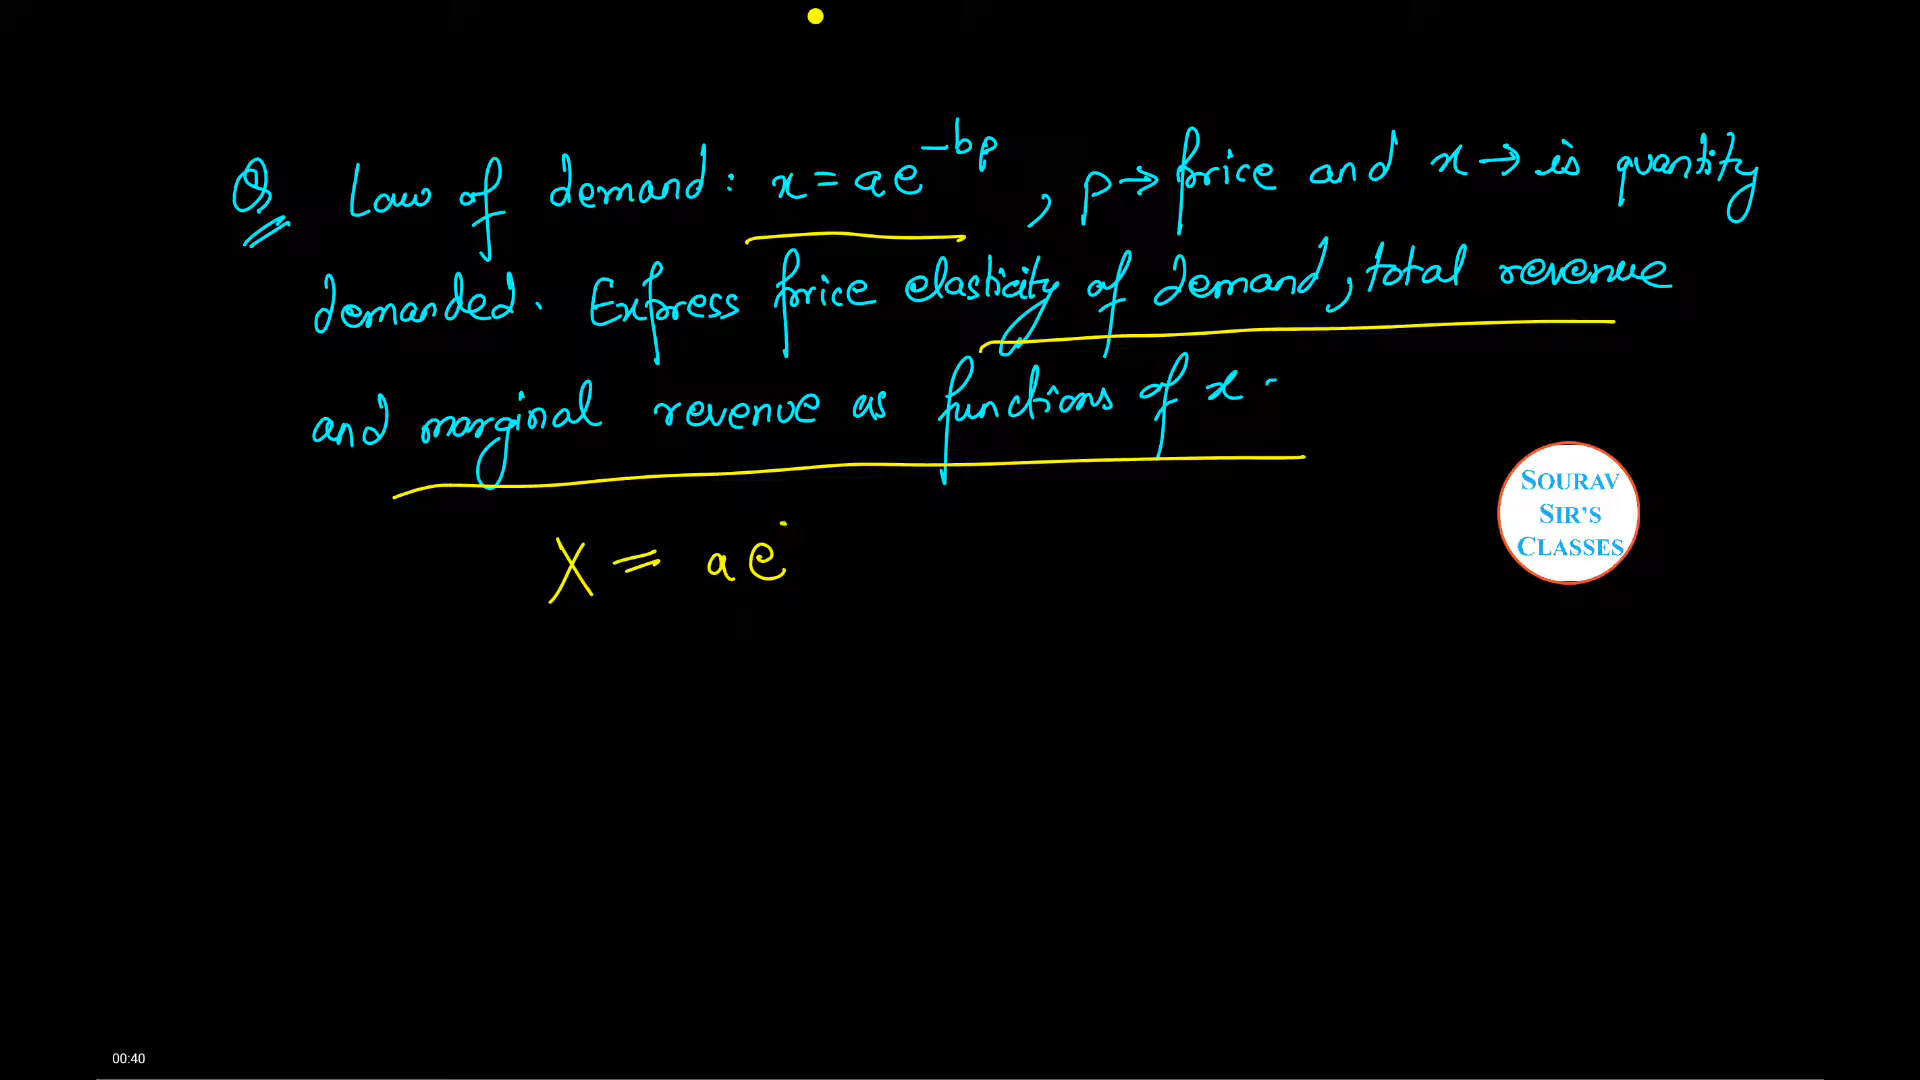 Q Law of demand: x = ae^-bp, p → price and x → is quantity
demanded. Express price elasticity of demand, total revenue
and marginal revenue as functions of x.
SOURAV
SIR'S
CLASSES
X = ae
00:40